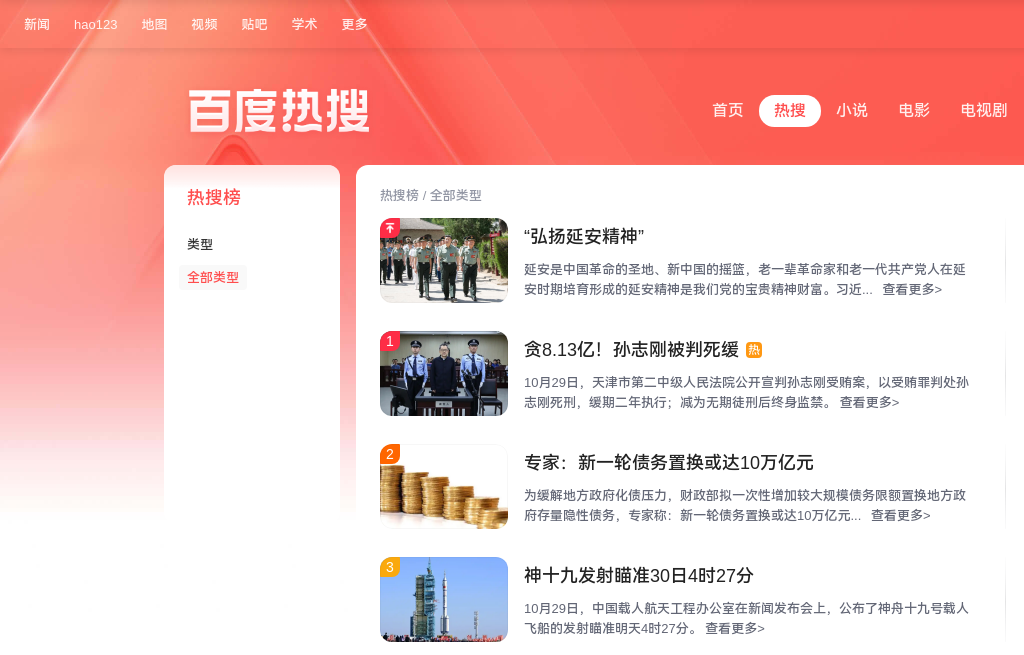 新闻 hao123 地图 视频 贴吧 学术 更多
百度热搜
首页 热搜 小说 电影 电视剧
热搜榜
类型
全部类型
热搜榜 / 全部类型
“弘扬延安精神”
延安是中国革命的圣地、新中国的摇篮，老一辈革命家和老一代共产党人在延
安时期培育形成的延安精神是我们党的宝贵精神财富。习近... 查看更多>
1
贪8.13亿！孙志刚被判死缓 热
10月29日，天津市第二中级人民法院公开宣判孙志刚受贿案，以受贿罪判处孙
志刚死刑，缓期二年执行；减为无期徒刑后终身监禁。 查看更多>
2
专家：新一轮债务置换或达10万亿元
为缓解地方政府化债压力，财政部拟一次性增加较大规模债务限额置换地方政
府存量隐性债务，专家称：新一轮债务置换或达10万亿元... 查看更多>
3
神十九发射瞄准30日4时27分
10月29日，中国载人航天工程办公室在新闻发布会上，公布了神舟十九号载人
飞船的发射瞄准明天4时27分。 查看更多>